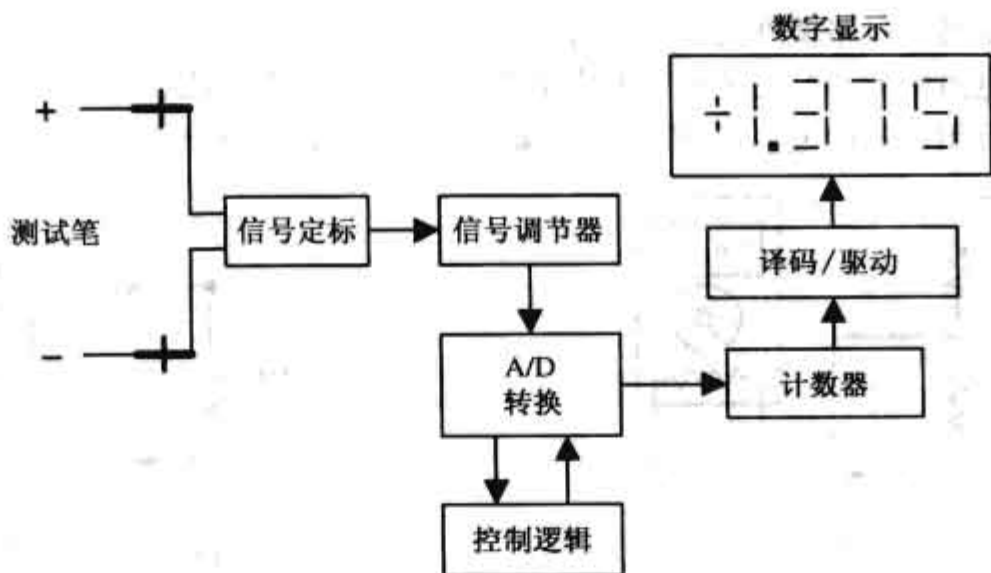 数字显示
÷1.375
+
测试笔
−
信号定标
信号调节器
译码/驱动
A/D
转换
计数器
控制逻辑